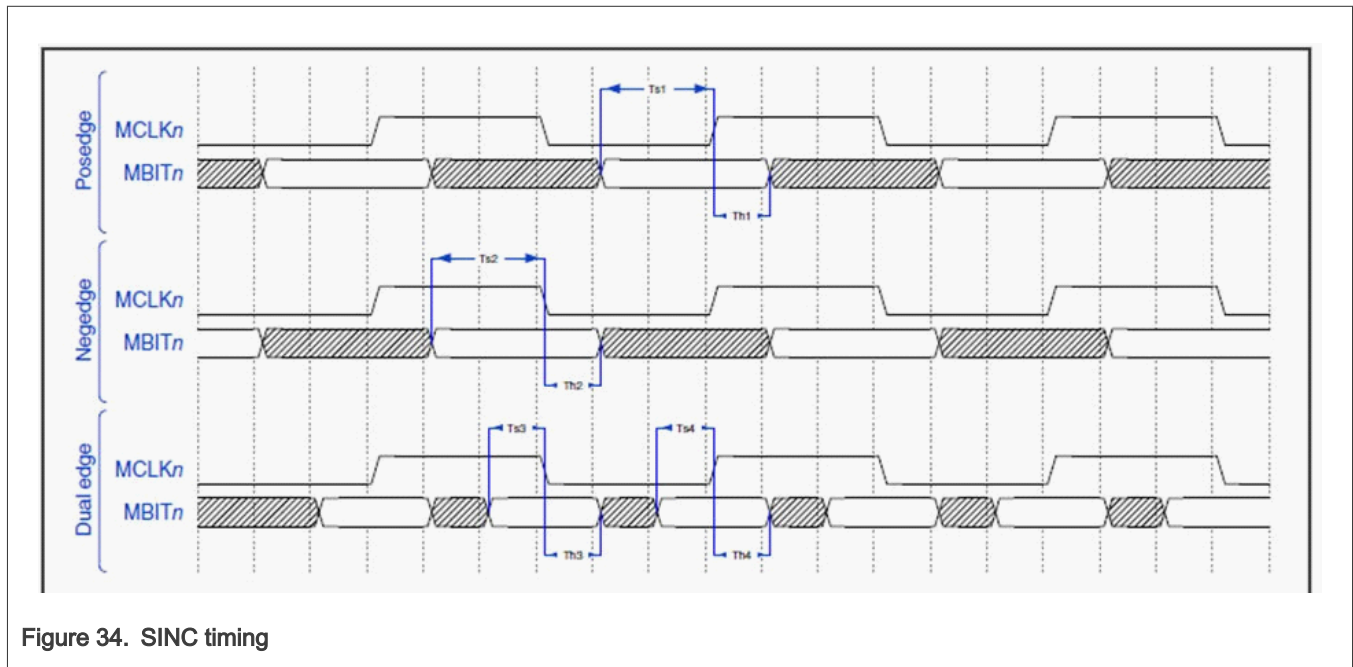 Posedge
MCLKn
MBITn
Ts1
Th1
Negedge
MCLKn
MBITn
Ts2
Th2
Dual edge
MCLKn
MBITn
Ts3
Ts4
Th3
Th4
Figure 34. SINC timing